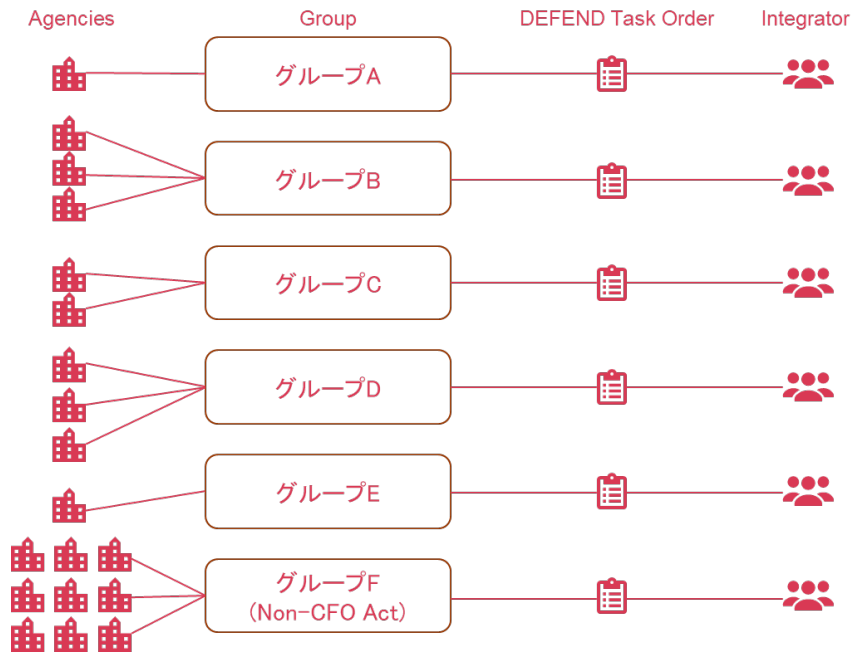 Agencies
Group
DEFEND Task Order
Integrator
グループA
グループB
グループC
グループD
グループE
グループF
(Non-CFO Act)